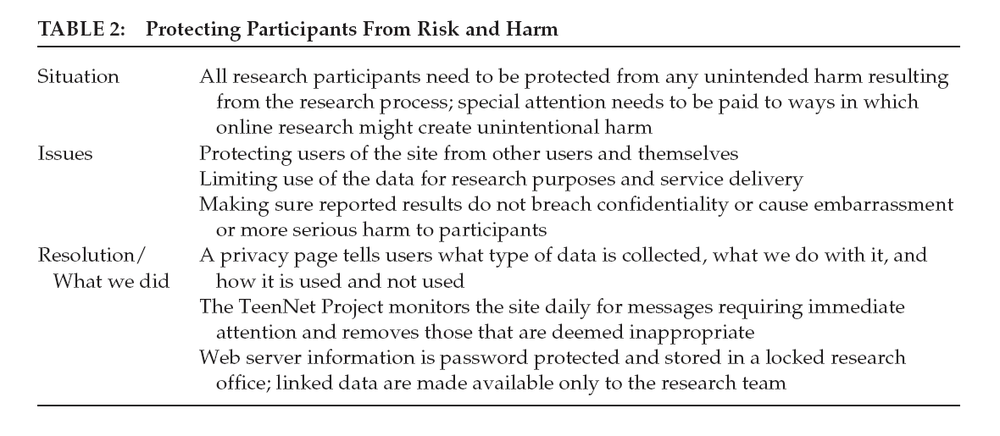 TABLE 2: Protecting Participants From Risk and Harm
Situation All research participants need to be protected from any unintended harm resulting
from the research process; special attention needs to be paid to ways in which
online research might create unintentional harm
Issues Protecting users of the site from other users and themselves
Limiting use of the data for research purposes and service delivery
Making sure reported results do not breach confidentiality or cause embarrassment
or more serious harm to participants
Resolution/ A privacy page tells users what type of data is collected, what we do with it, and
What we did how it is used and not used
The TeenNet Project monitors the site daily for messages requiring immediate
attention and removes those that are deemed inappropriate
Web server information is password protected and stored in a locked research
office; linked data are made available only to the research team